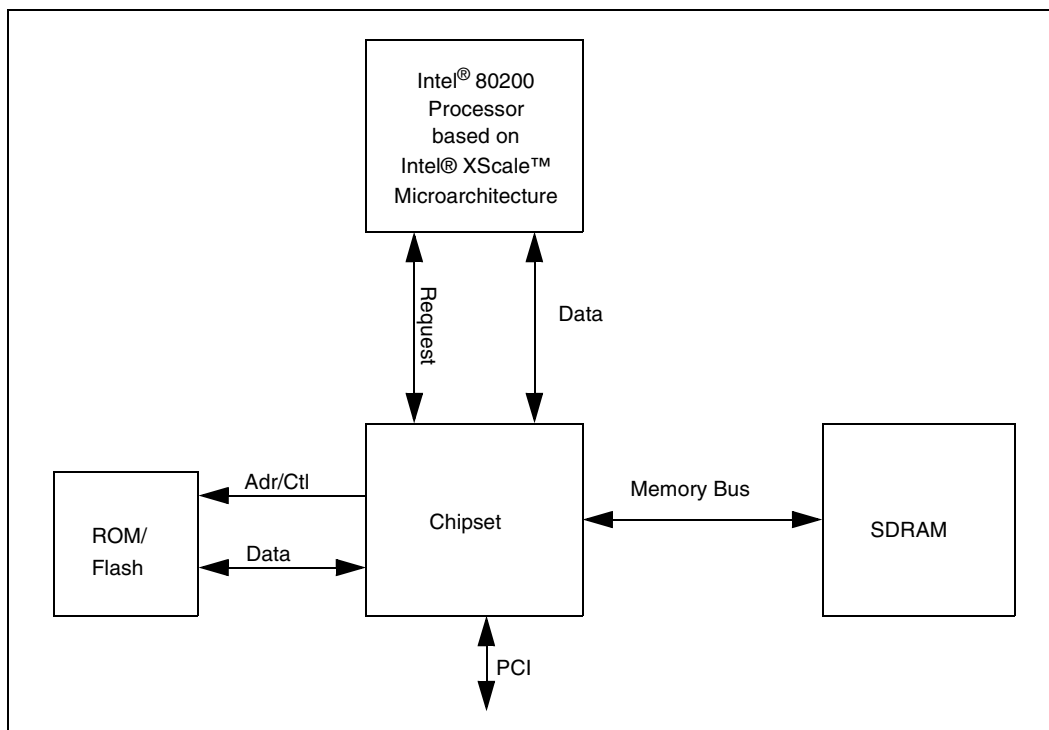 Intel® 80200
Processor
based on
Intel® XScale™
Microarchitecture
Request
Data
Adr/Ctl
Memory Bus
ROM/
Flash
Data
Chipset
SDRAM
PCI